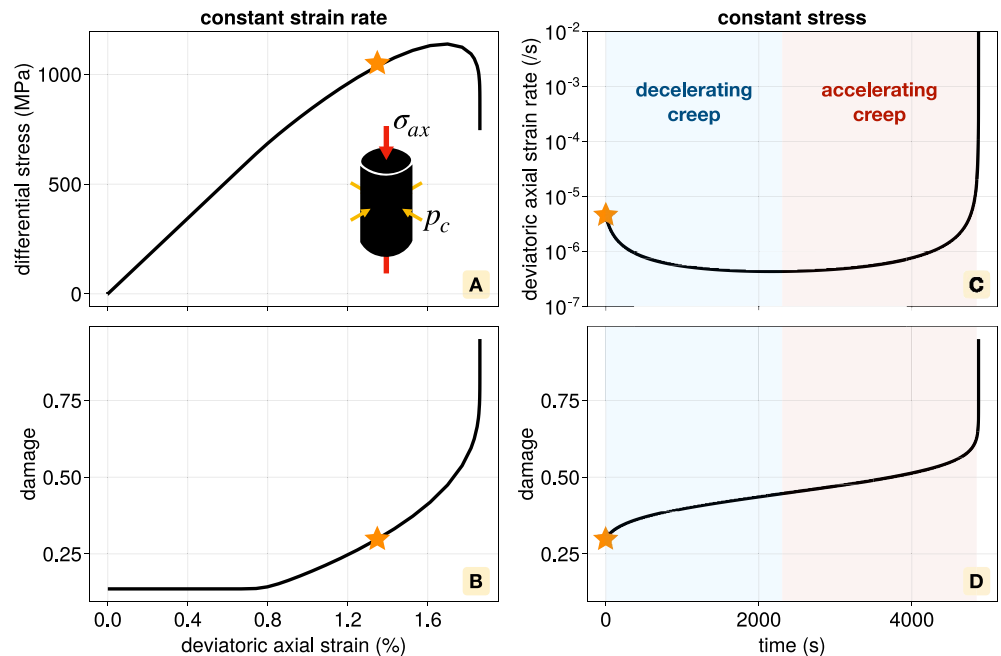 constant strain rate
differential stress (MPa)
1000
500
0
σax
pc
A
damage
0.75
0.50
0.25
B
0.0 0.4 0.8 1.2 1.6
deviatoric axial strain (%)
constant stress
deviatoric axial strain rate (/s)
10⁻²
10⁻³
10⁻⁴
10⁻⁵
10⁻⁶
10⁻⁷
decelerating
creep
accelerating
creep
C
damage
0.75
0.50
0.25
D
0 2000 4000
time (s)